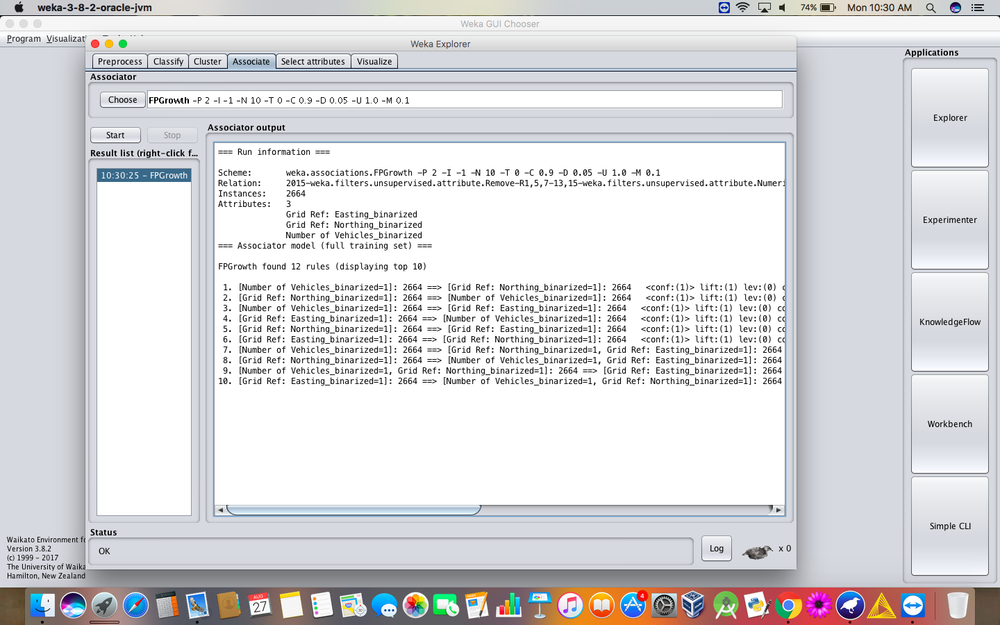 weka-3-8-2-oracle-jvm
74%
Mon 10:30 AM
Weka GUI Chooser
Program Visualizati
Weka Explorer
Preprocess Classify Cluster Associate Select attributes Visualize
Associator
Choose FPGrowth -P 2 -I -1 -N 10 -T 0 -C 0.9 -D 0.05 -U 1.0 -M 0.1
Start Stop
Result list (right-click f...
10:30:25 - FPGrowth
Associator output
=== Run information ===
Scheme: weka.associations.FPGrowth -P 2 -I -1 -N 10 -T 0 -C 0.9 -D 0.05 -U 1.0 -M 0.1
Relation: 2015-weka.filters.unsupervised.attribute.Remove-R1,5,7-13,15-weka.filters.unsupervised.attribute.Numeri
Instances: 2664
Attributes: 3
Grid Ref: Easting_binarized
Grid Ref: Northing_binarized
Number of Vehicles_binarized
=== Associator model (full training set) ===
FPGrowth found 12 rules (displaying top 10)
1. [Number of Vehicles_binarized=1]: 2664 ==> [Grid Ref: Northing_binarized=1]: 2664 <conf:(1)> lift:(1) lev:(0) c
2. [Grid Ref: Northing_binarized=1]: 2664 ==> [Number of Vehicles_binarized=1]: 2664 <conf:(1)> lift:(1) lev:(0) c
3. [Number of Vehicles_binarized=1]: 2664 ==> [Grid Ref: Easting_binarized=1]: 2664 <conf:(1)> lift:(1) lev:(0) co
4. [Grid Ref: Easting_binarized=1]: 2664 ==> [Number of Vehicles_binarized=1]: 2664 <conf:(1)> lift:(1) lev:(0) co
5. [Grid Ref: Northing_binarized=1]: 2664 ==> [Grid Ref: Easting_binarized=1]: 2664 <conf:(1)> lift:(1) lev:(0) co
6. [Grid Ref: Easting_binarized=1]: 2664 ==> [Grid Ref: Northing_binarized=1]: 2664 <conf:(1)> lift:(1) lev:(0) co
7. [Number of Vehicles_binarized=1]: 2664 ==> [Grid Ref: Northing_binarized=1, Grid Ref: Easting_binarized=1]: 2664
8. [Grid Ref: Northing_binarized=1]: 2664 ==> [Number of Vehicles_binarized=1, Grid Ref: Easting_binarized=1]: 2664
9. [Number of Vehicles_binarized=1, Grid Ref: Northing_binarized=1]: 2664 ==> [Grid Ref: Easting_binarized=1]: 2664
10. [Grid Ref: Easting_binarized=1]: 2664 ==> [Number of Vehicles_binarized=1, Grid Ref: Northing_binarized=1]: 2664
Status
OK
Log
x 0
Applications
Explorer
Experimenter
KnowledgeFlow
Workbench
Simple CLI
Waikato Environment fo
Version 3.8.2
(c) 1999 - 2017
The University of Waika
Hamilton, New Zealand
AUG
27
4